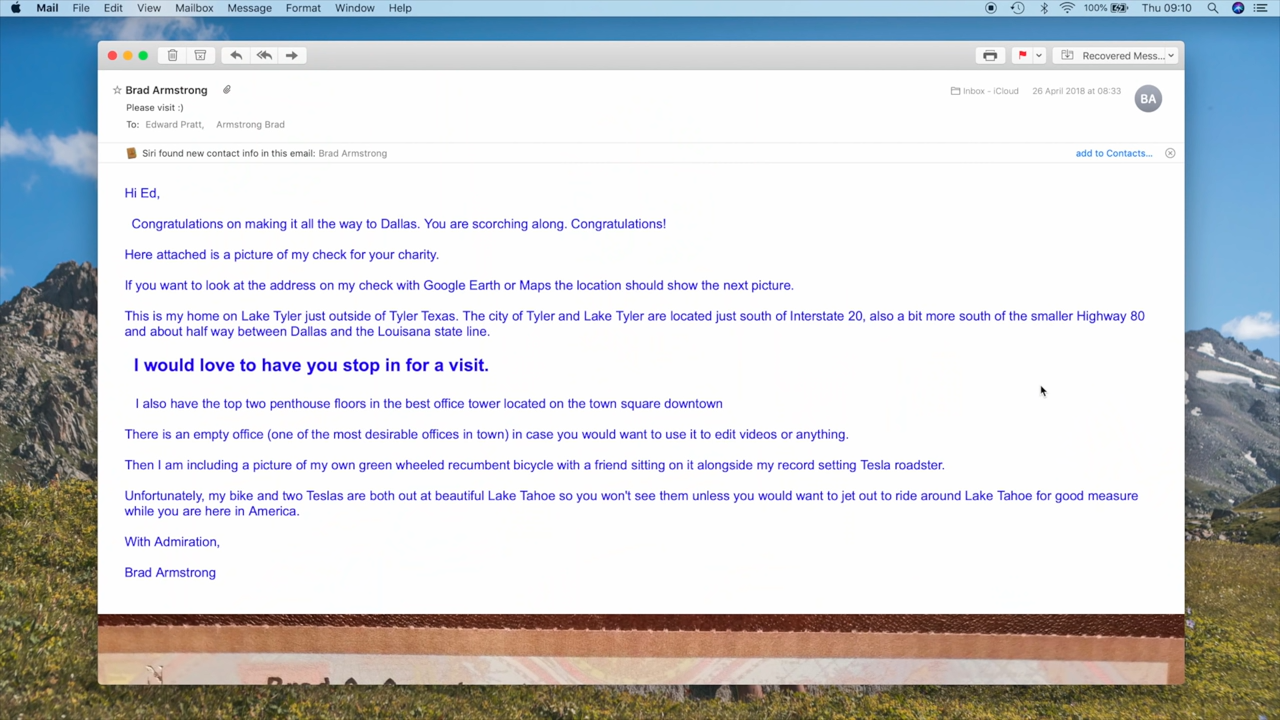 Mail File Edit View Mailbox Message Format Window Help 100% Thu 09:10
Recovered Mess...
Brad Armstrong
Inbox - iCloud 26 April 2018 at 08:33
BA
Please visit :)
To: Edward Pratt, Armstrong Brad
Siri found new contact info in this email: Brad Armstrong add to Contacts...
Hi Ed,
Congratulations on making it all the way to Dallas. You are scorching along. Congratulations!
Here attached is a picture of my check for your charity.
If you want to look at the address on my check with Google Earth or Maps the location should show the next picture.
This is my home on Lake Tyler just outside of Tyler Texas. The city of Tyler and Lake Tyler are located just south of Interstate 20, also a bit more south of the smaller Highway 80
and about half way between Dallas and the Louisana state line.
I would love to have you stop in for a visit.
I also have the top two penthouse floors in the best office tower located on the town square downtown
There is an empty office (one of the most desirable offices in town) in case you would want to use it to edit videos or anything.
Then I am including a picture of my own green wheeled recumbent bicycle with a friend sitting on it alongside my record setting Tesla roadster.
Unfortunately, my bike and two Teslas are both out at beautiful Lake Tahoe so you won't see them unless you would want to jet out to ride around Lake Tahoe for good measure
while you are here in America.
With Admiration,
Brad Armstrong